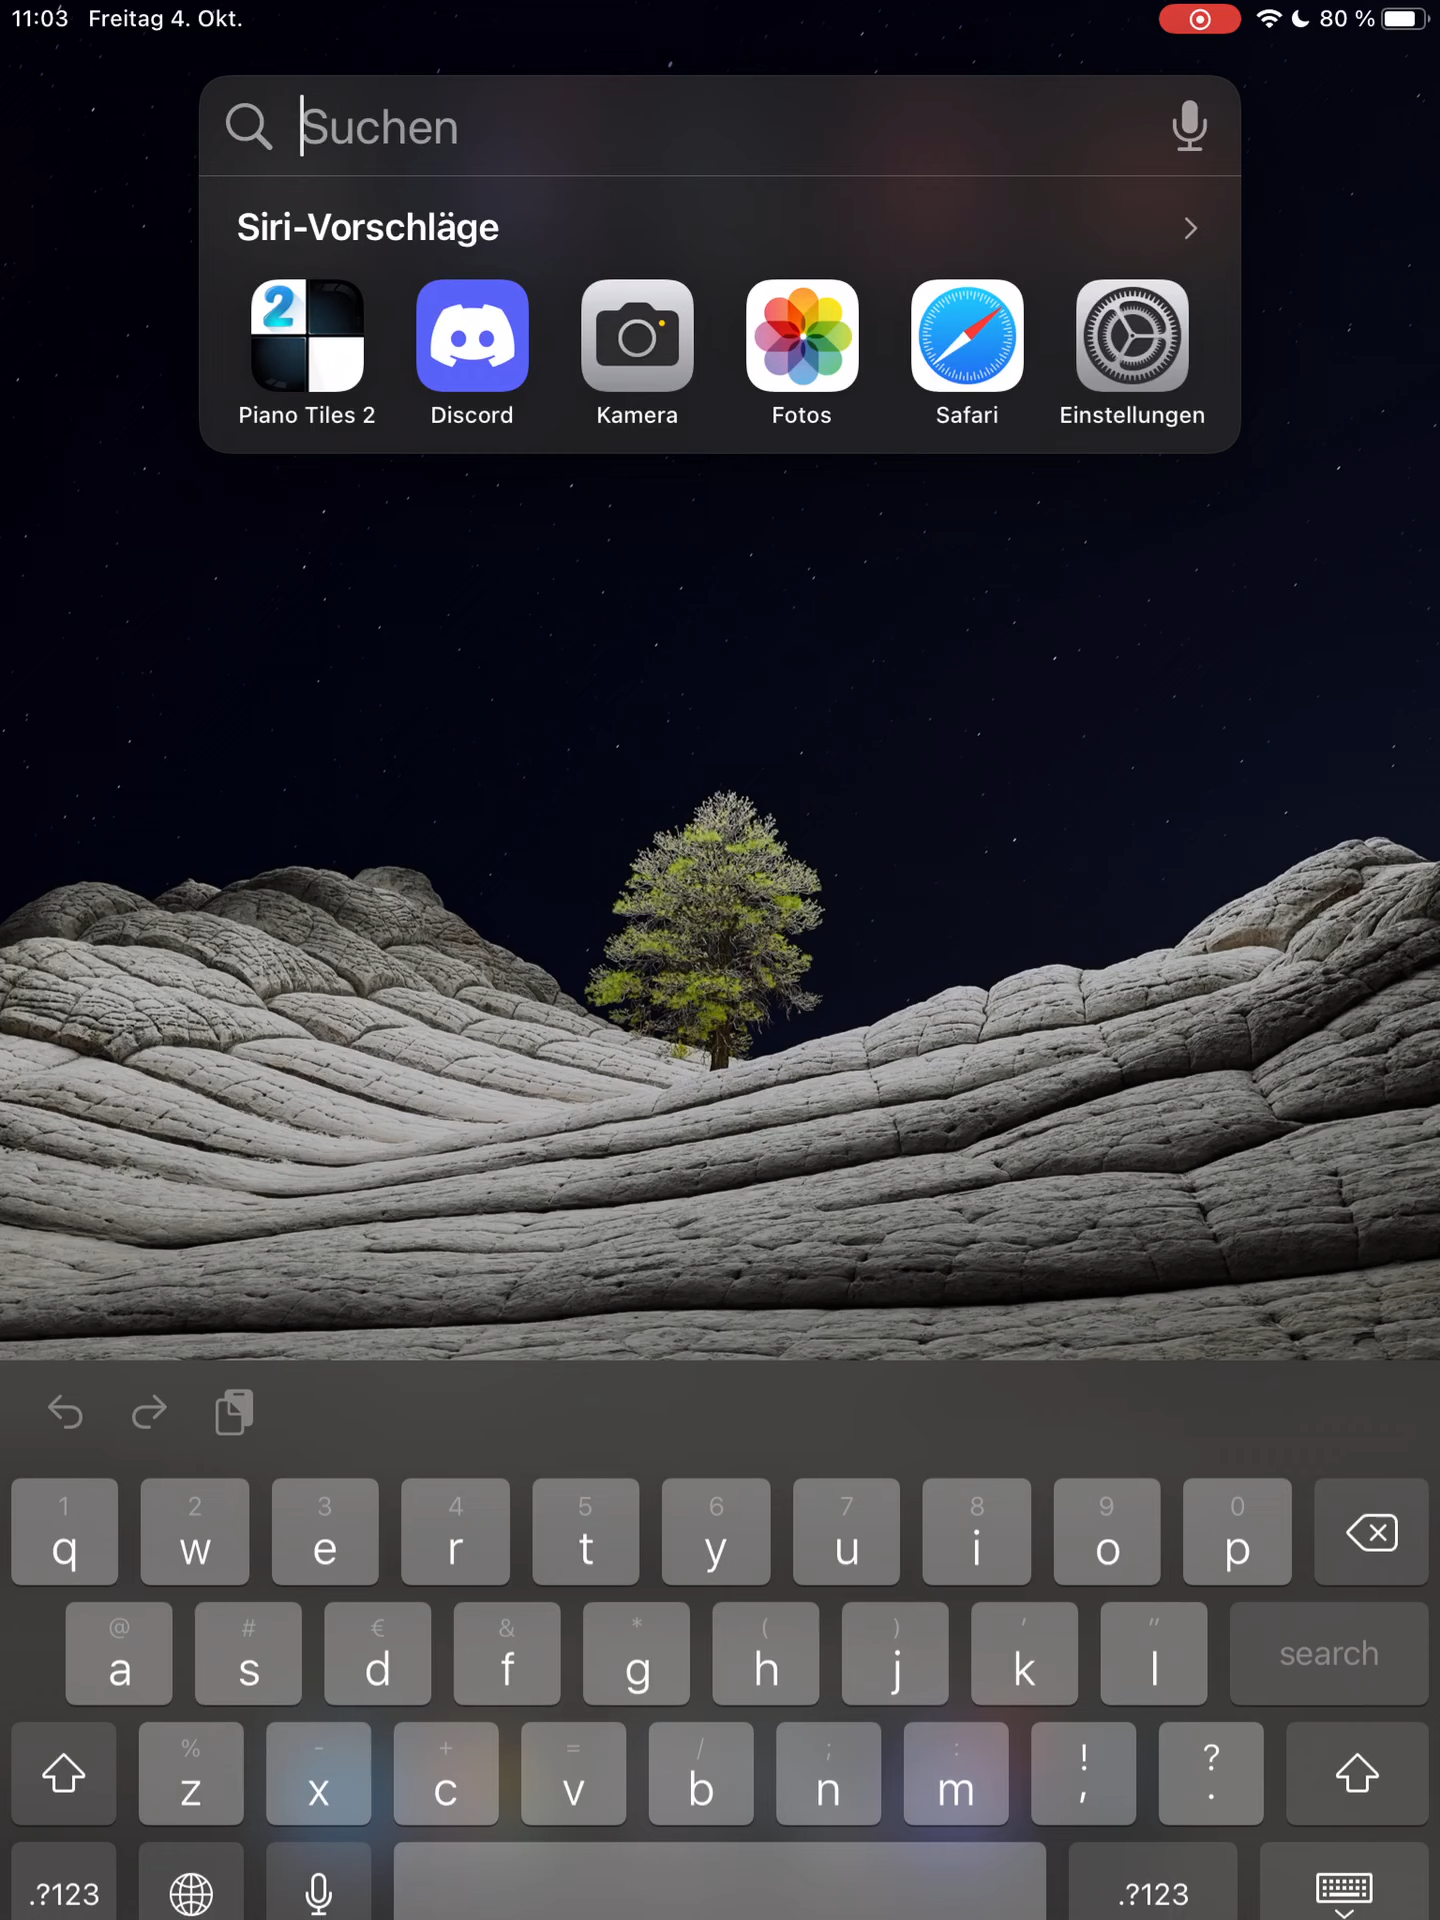 11:03 Freitag 4. Okt. 80 %
Suchen
Siri-Vorschläge
2
Piano Tiles 2 Discord Kamera Fotos Safari Einstellungen
1 2 3 4 5 6 7 8 9 0
q w e r t y u i o p
@ # € & * ( ) ' "
a s d f g h j k l search
% - + = / ; : ! ?
z x c v b n m , .
.?123 .?123